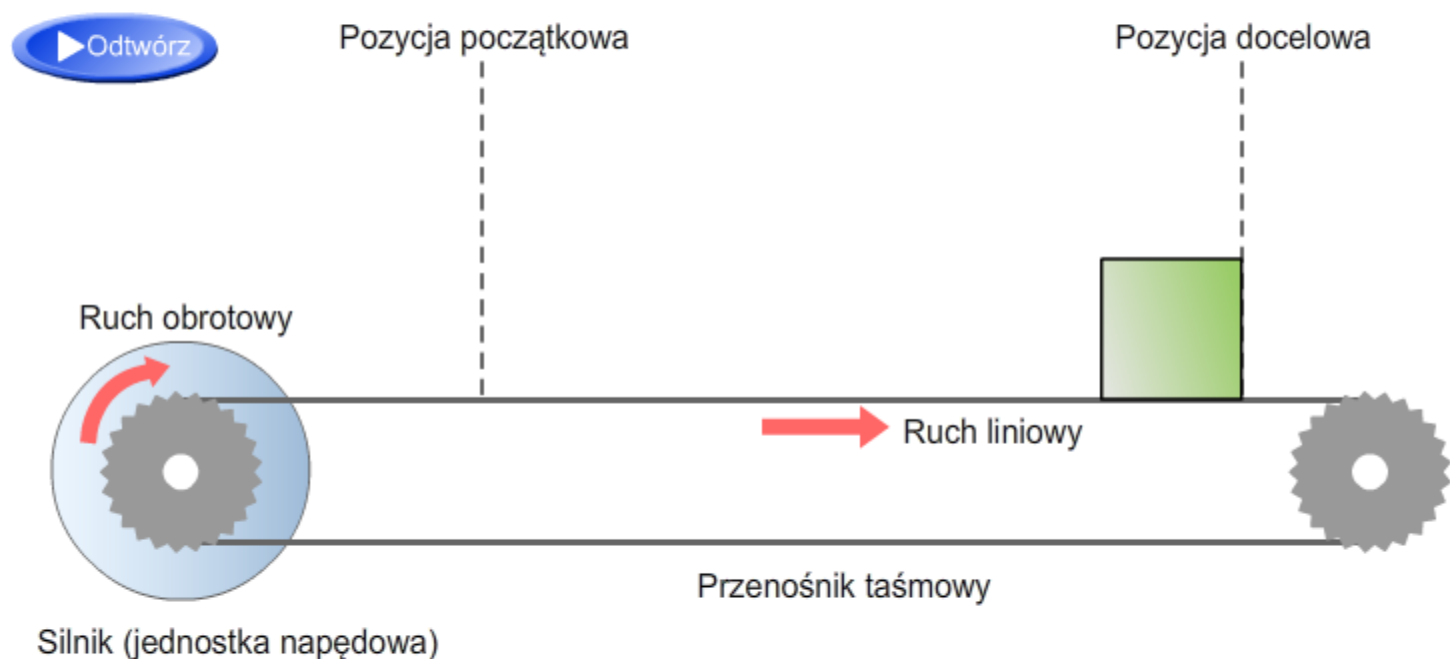 Odtwórz
Pozycja początkowa
Pozycja docelowa
Ruch obrotowy
Ruch liniowy
Przenośnik taśmowy
Silnik (jednostka napędowa)